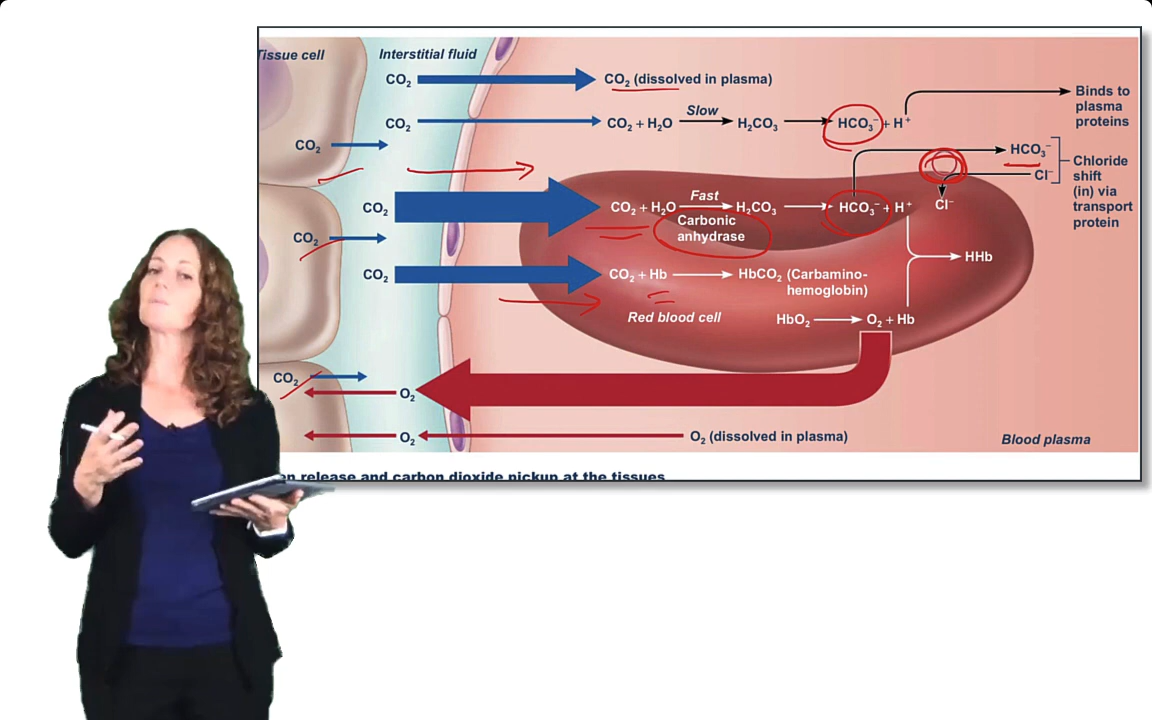 Tissue cell
Interstitial fluid
CO₂
CO₂ (dissolved in plasma)
CO₂
CO₂ + H₂O
Slow
H₂CO₃
HCO₃⁻ + H⁺
Binds to
plasma
proteins
CO₂
HCO₃⁻
Cl⁻
Chloride
shift
(in) via
transport
protein
CO₂
CO₂ + H₂O
Fast
Carbonic
anhydrase
H₂CO₃
HCO₃⁻ + H⁺
Cl⁻
CO₂
HHb
CO₂
CO₂ + Hb
HbCO₂ (Carbamino-
hemoglobin)
Red blood cell
HbO₂
O₂ + Hb
CO₂
O₂
O₂
O₂ (dissolved in plasma)
Blood plasma
en release and carbon dioxide pickup at the tissues